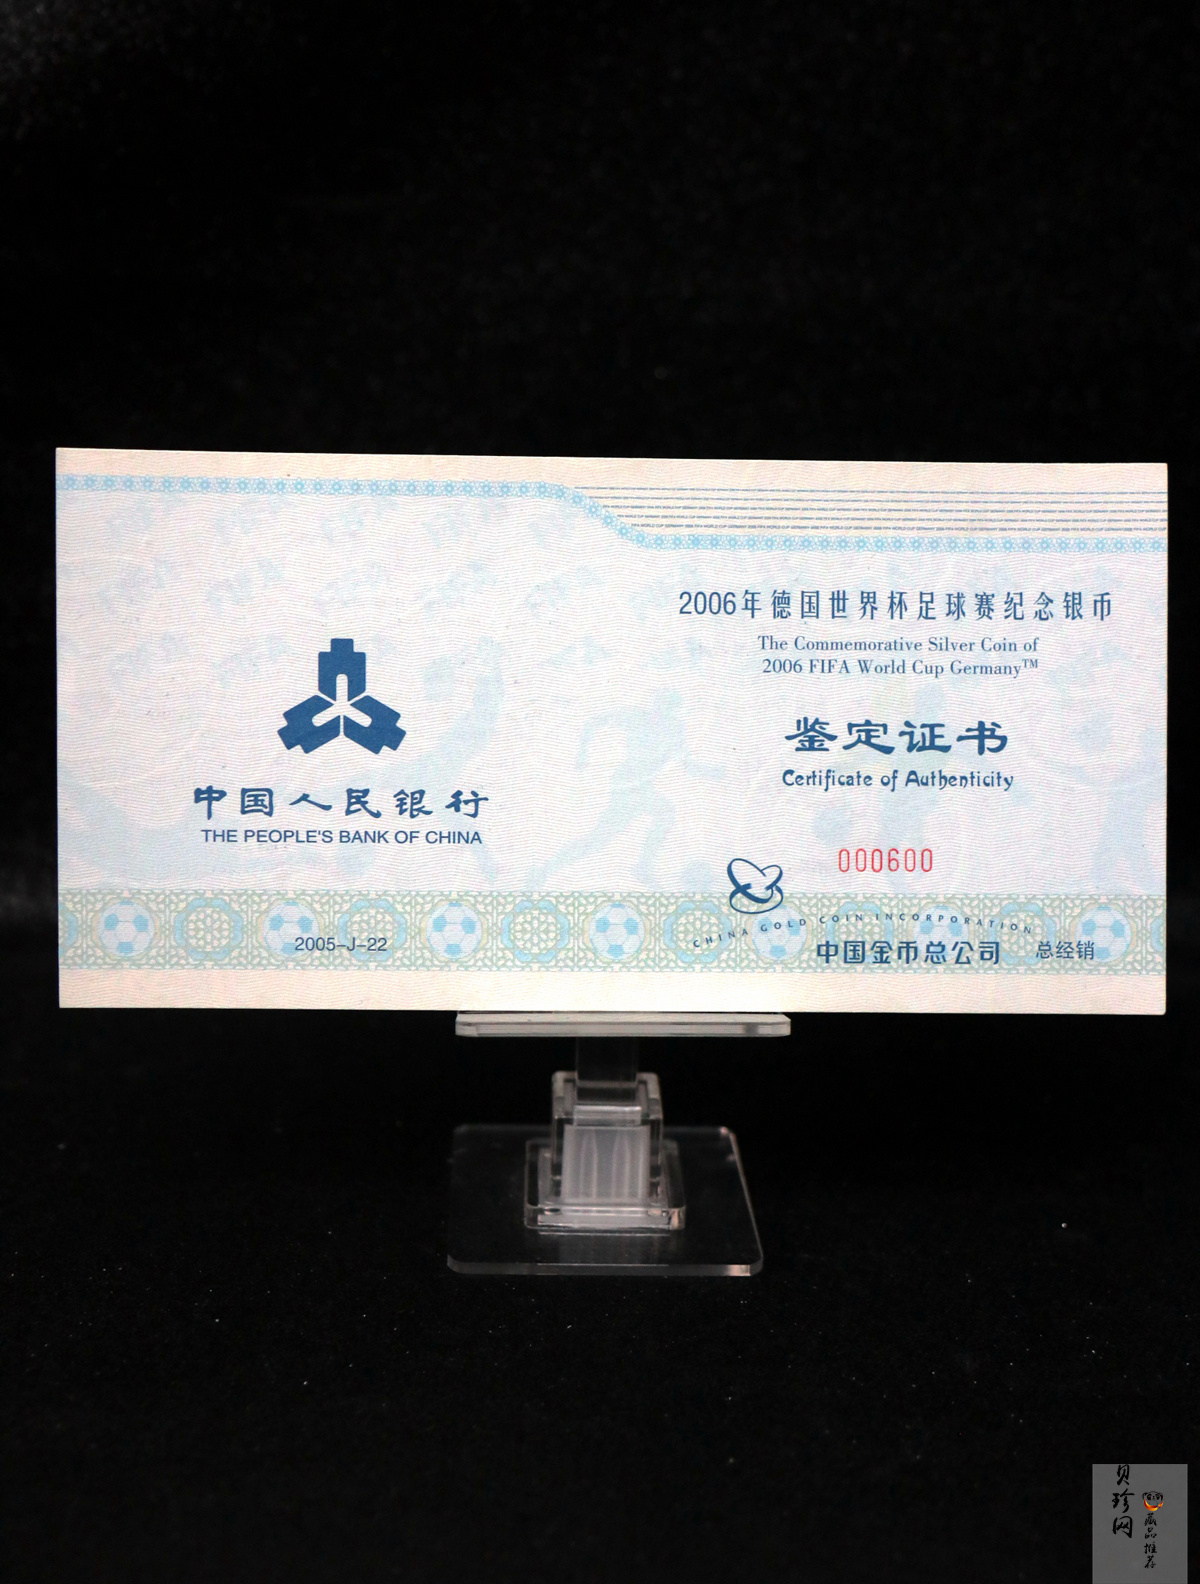 中国人民银行
THE PEOPLE'S BANK OF CHINA
2005-J-22
2006年德国世界杯足球赛纪念银币
The Commemorative Silver Coin of
2006 FIFA World Cup Germany™
鉴定证书
Certificate of Authenticity
000600
CHINA GOLD COIN INCORPORATION
中国金币总公司 总经销
贝珍网
藏品推荐